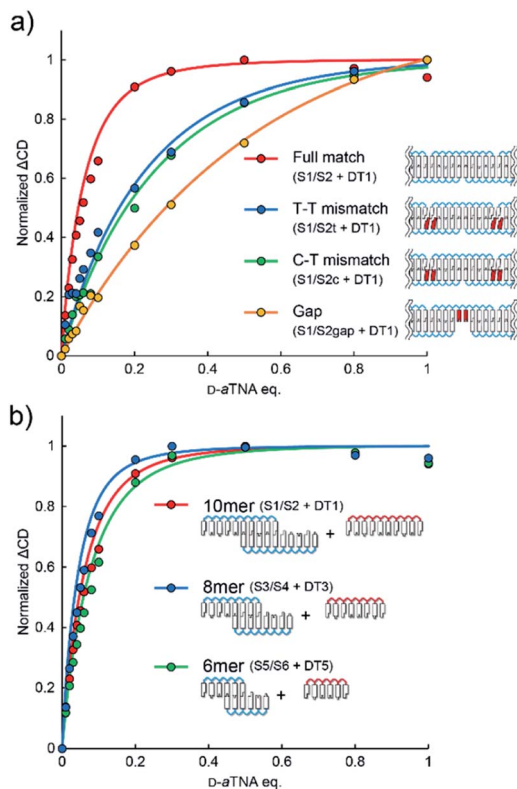 a)
Normalized ΔCD
1
0.8
0.6
0.4
0.2
0
Full match
(S1/S2 + DT1)
T-T mismatch
(S1/S2t + DT1)
C-T mismatch
(S1/S2c + DT1)
Gap
(S1/S2gap + DT1)
0 0.2 0.4 0.6 0.8 1
D-aTNA eq.
b)
Normalized ΔCD
1
0.8
0.6
0.4
0.2
0
10mer (S1/S2 + DT1)
+
8mer (S3/S4 + DT3)
+
6mer (S5/S6 + DT5)
+
0 0.2 0.4 0.6 0.8 1
D-aTNA eq.